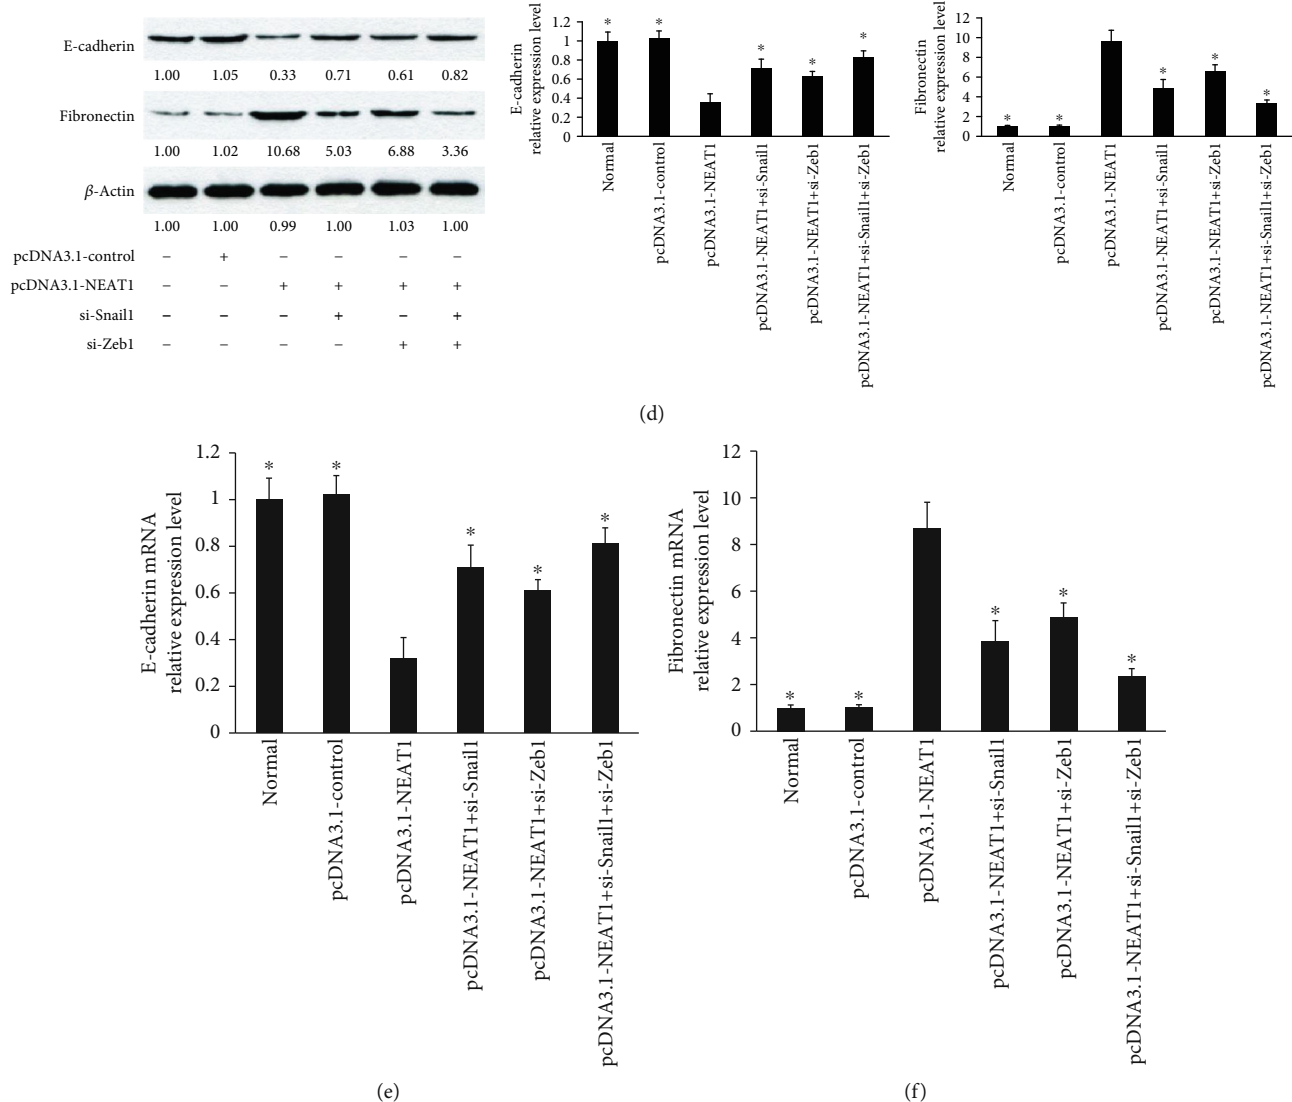 E-cadherin
1.00 1.05 0.33 0.71 0.61 0.82
Fibronectin
1.00 1.02 10.68 5.03 6.88 3.36
β-Actin
1.00 1.00 0.99 1.00 1.03 1.00
pcDNA3.1-control – + – – – –
pcDNA3.1-NEAT1 – – + + + +
si-Snail1 – – – + – +
si-Zeb1 – – – – + +
E-cadherin
relative expression level
1.2
1
0.8
0.6
0.4
0.2
0
* * * * *
Normal
pcDNA3.1-control
pcDNA3.1-NEAT1
pcDNA3.1-NEAT1+si-Snail1
pcDNA3.1-NEAT1+si-Zeb1
pcDNA3.1-NEAT1+si-Snail1+si-Zeb1
Fibronectin
relative expression level
12
10
8
6
4
2
0
* * * * *
Normal
pcDNA3.1-control
pcDNA3.1-NEAT1
pcDNA3.1-NEAT1+si-Snail1
pcDNA3.1-NEAT1+si-Zeb1
pcDNA3.1-NEAT1+si-Snail1+si-Zeb1
(d)
E-cadherin mRNA
relative expression level
1.2
1
0.8
0.6
0.4
0.2
0
* * * * *
Normal
pcDNA3.1-control
pcDNA3.1-NEAT1
pcDNA3.1-NEAT1+si-Snail1
pcDNA3.1-NEAT1+si-Zeb1
pcDNA3.1-NEAT1+si-Snail1+si-Zeb1
(e)
Fibronectin mRNA
relative expression level
12
10
8
6
4
2
0
* * * * *
Normal
pcDNA3.1-control
pcDNA3.1-NEAT1
pcDNA3.1-NEAT1+si-Snail1
pcDNA3.1-NEAT1+si-Zeb1
pcDNA3.1-NEAT1+si-Snail1+si-Zeb1
(f)